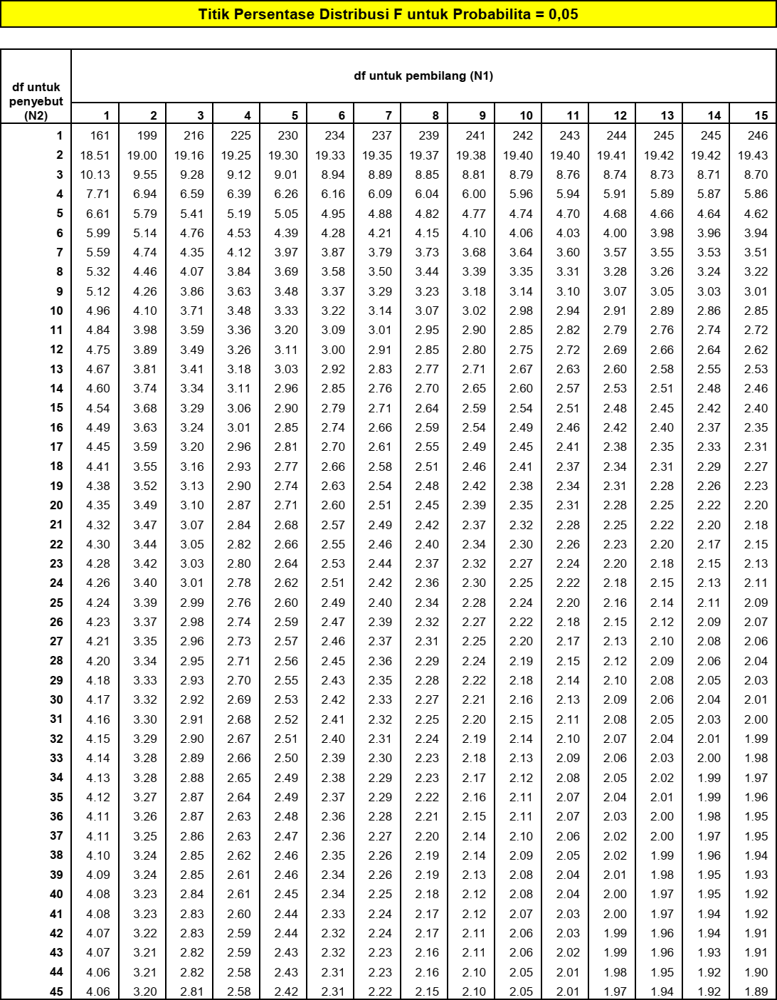 Titik Persentase Distribusi F untuk Probabilita = 0,05
df untuk penyebut (N2)
df untuk pembilang (N1)
1 2 3 4 5 6 7 8 9 10 11 12 13 14 15
1 161 199 216 225 230 234 237 239 241 242 243 244 245 245 246
2 18.51 19.00 19.16 19.25 19.30 19.33 19.35 19.37 19.38 19.40 19.40 19.41 19.42 19.42 19.43
3 10.13 9.55 9.28 9.12 9.01 8.94 8.89 8.85 8.81 8.79 8.76 8.74 8.73 8.71 8.70
4 7.71 6.94 6.59 6.39 6.26 6.16 6.09 6.04 6.00 5.96 5.94 5.91 5.89 5.87 5.86
5 6.61 5.79 5.41 5.19 5.05 4.95 4.88 4.82 4.77 4.74 4.70 4.68 4.66 4.64 4.62
6 5.99 5.14 4.76 4.53 4.39 4.28 4.21 4.15 4.10 4.06 4.03 4.00 3.98 3.96 3.94
7 5.59 4.74 4.35 4.12 3.97 3.87 3.79 3.73 3.68 3.64 3.60 3.57 3.55 3.53 3.51
8 5.32 4.46 4.07 3.84 3.69 3.58 3.50 3.44 3.39 3.35 3.31 3.28 3.26 3.24 3.22
9 5.12 4.26 3.86 3.63 3.48 3.37 3.29 3.23 3.18 3.14 3.10 3.07 3.05 3.03 3.01
10 4.96 4.10 3.71 3.48 3.33 3.22 3.14 3.07 3.02 2.98 2.94 2.91 2.89 2.86 2.85
11 4.84 3.98 3.59 3.36 3.20 3.09 3.01 2.95 2.90 2.85 2.82 2.79 2.76 2.74 2.72
12 4.75 3.89 3.49 3.26 3.11 3.00 2.91 2.85 2.80 2.75 2.72 2.69 2.66 2.64 2.62
13 4.67 3.81 3.41 3.18 3.03 2.92 2.83 2.77 2.71 2.67 2.63 2.60 2.58 2.55 2.53
14 4.60 3.74 3.34 3.11 2.96 2.85 2.76 2.70 2.65 2.60 2.57 2.53 2.51 2.48 2.46
15 4.54 3.68 3.29 3.06 2.90 2.79 2.71 2.64 2.59 2.54 2.51 2.48 2.45 2.42 2.40
16 4.49 3.63 3.24 3.01 2.85 2.74 2.66 2.59 2.54 2.49 2.46 2.42 2.40 2.37 2.35
17 4.45 3.59 3.20 2.96 2.81 2.70 2.61 2.55 2.49 2.45 2.41 2.38 2.35 2.33 2.31
18 4.41 3.55 3.16 2.93 2.77 2.66 2.58 2.51 2.46 2.41 2.37 2.34 2.31 2.29 2.27
19 4.38 3.52 3.13 2.90 2.74 2.63 2.54 2.48 2.42 2.38 2.34 2.31 2.28 2.26 2.23
20 4.35 3.49 3.10 2.87 2.71 2.60 2.51 2.45 2.39 2.35 2.31 2.28 2.25 2.22 2.20
21 4.32 3.47 3.07 2.84 2.68 2.57 2.49 2.42 2.37 2.32 2.28 2.25 2.22 2.20 2.18
22 4.30 3.44 3.05 2.82 2.66 2.55 2.46 2.40 2.34 2.30 2.26 2.23 2.20 2.17 2.15
23 4.28 3.42 3.03 2.80 2.64 2.53 2.44 2.37 2.32 2.27 2.24 2.20 2.18 2.15 2.13
24 4.26 3.40 3.01 2.78 2.62 2.51 2.42 2.36 2.30 2.25 2.22 2.18 2.15 2.13 2.11
25 4.24 3.39 2.99 2.76 2.60 2.49 2.40 2.34 2.28 2.24 2.20 2.16 2.14 2.11 2.09
26 4.23 3.37 2.98 2.74 2.59 2.47 2.39 2.32 2.27 2.22 2.18 2.15 2.12 2.09 2.07
27 4.21 3.35 2.96 2.73 2.57 2.46 2.37 2.31 2.25 2.20 2.17 2.13 2.10 2.08 2.06
28 4.20 3.34 2.95 2.71 2.56 2.45 2.36 2.29 2.24 2.19 2.15 2.12 2.09 2.06 2.04
29 4.18 3.33 2.93 2.70 2.55 2.43 2.35 2.28 2.22 2.18 2.14 2.10 2.08 2.05 2.03
30 4.17 3.32 2.92 2.69 2.53 2.42 2.33 2.27 2.21 2.16 2.13 2.09 2.06 2.04 2.01
31 4.16 3.30 2.91 2.68 2.52 2.41 2.32 2.25 2.20 2.15 2.11 2.08 2.05 2.03 2.00
32 4.15 3.29 2.90 2.67 2.51 2.40 2.31 2.24 2.19 2.14 2.10 2.07 2.04 2.01 1.99
33 4.14 3.28 2.89 2.66 2.50 2.39 2.30 2.23 2.18 2.13 2.09 2.06 2.03 2.00 1.98
34 4.13 3.28 2.88 2.65 2.49 2.38 2.29 2.23 2.17 2.12 2.08 2.05 2.02 1.99 1.97
35 4.12 3.27 2.87 2.64 2.49 2.37 2.29 2.22 2.16 2.11 2.07 2.04 2.01 1.99 1.96
36 4.11 3.26 2.87 2.63 2.48 2.36 2.28 2.21 2.15 2.11 2.07 2.03 2.00 1.98 1.95
37 4.11 3.25 2.86 2.63 2.47 2.36 2.27 2.20 2.14 2.10 2.06 2.02 2.00 1.97 1.95
38 4.10 3.24 2.85 2.62 2.46 2.35 2.26 2.19 2.14 2.09 2.05 2.02 1.99 1.96 1.94
39 4.09 3.24 2.85 2.61 2.46 2.34 2.26 2.19 2.13 2.08 2.04 2.01 1.98 1.95 1.93
40 4.08 3.23 2.84 2.61 2.45 2.34 2.25 2.18 2.12 2.08 2.04 2.00 1.97 1.95 1.92
41 4.08 3.23 2.83 2.60 2.44 2.33 2.24 2.17 2.12 2.07 2.03 2.00 1.97 1.94 1.92
42 4.07 3.22 2.83 2.59 2.44 2.32 2.24 2.17 2.11 2.06 2.03 1.99 1.96 1.94 1.91
43 4.07 3.21 2.82 2.59 2.43 2.32 2.23 2.16 2.11 2.06 2.02 1.99 1.96 1.93 1.91
44 4.06 3.21 2.82 2.58 2.43 2.31 2.23 2.16 2.10 2.05 2.01 1.98 1.95 1.92 1.90
45 4.06 3.20 2.81 2.58 2.42 2.31 2.22 2.15 2.10 2.05 2.01 1.97 1.94 1.92 1.89